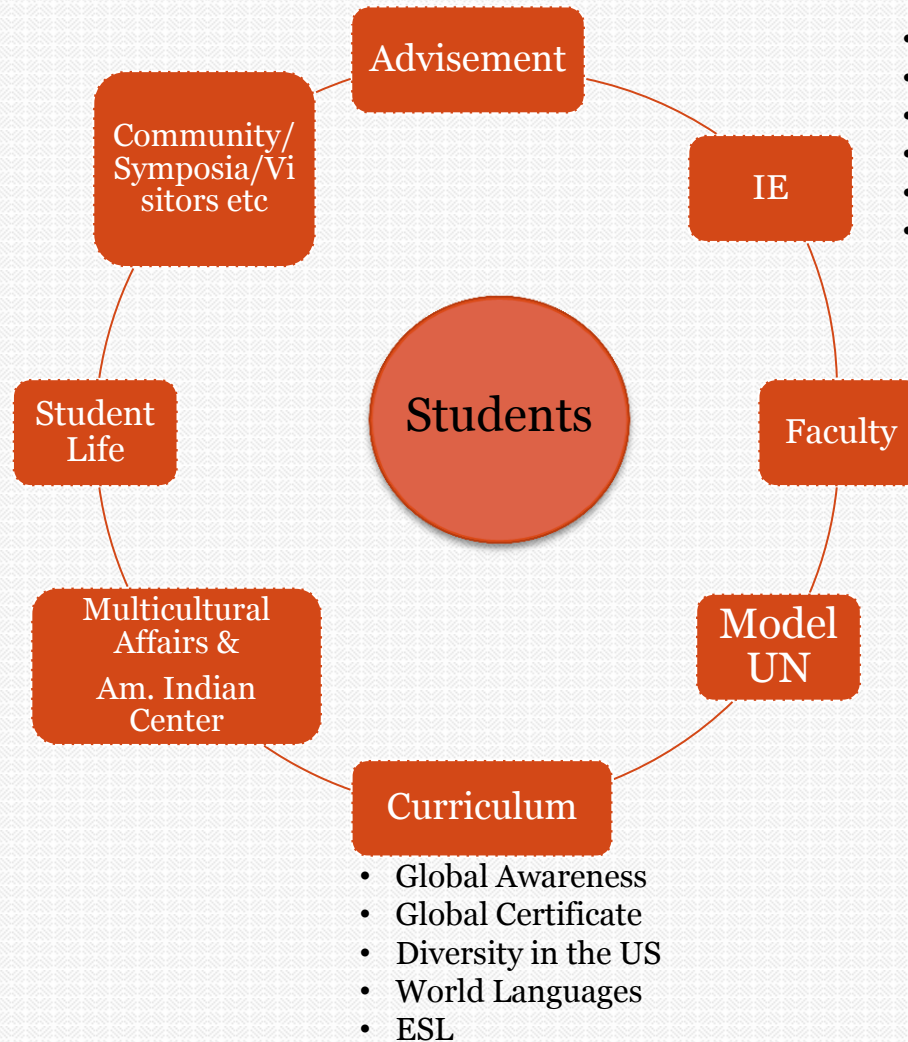 Advisement
Community/
Symposia/Vi
sitors etc
IE
Students
Student
Life
Faculty
Multicultural
Affairs &
Am. Indian
Center
Model
UN
Curriculum
• Global Awareness
• Global Certificate
• Diversity in the US
• World Languages
• ESL